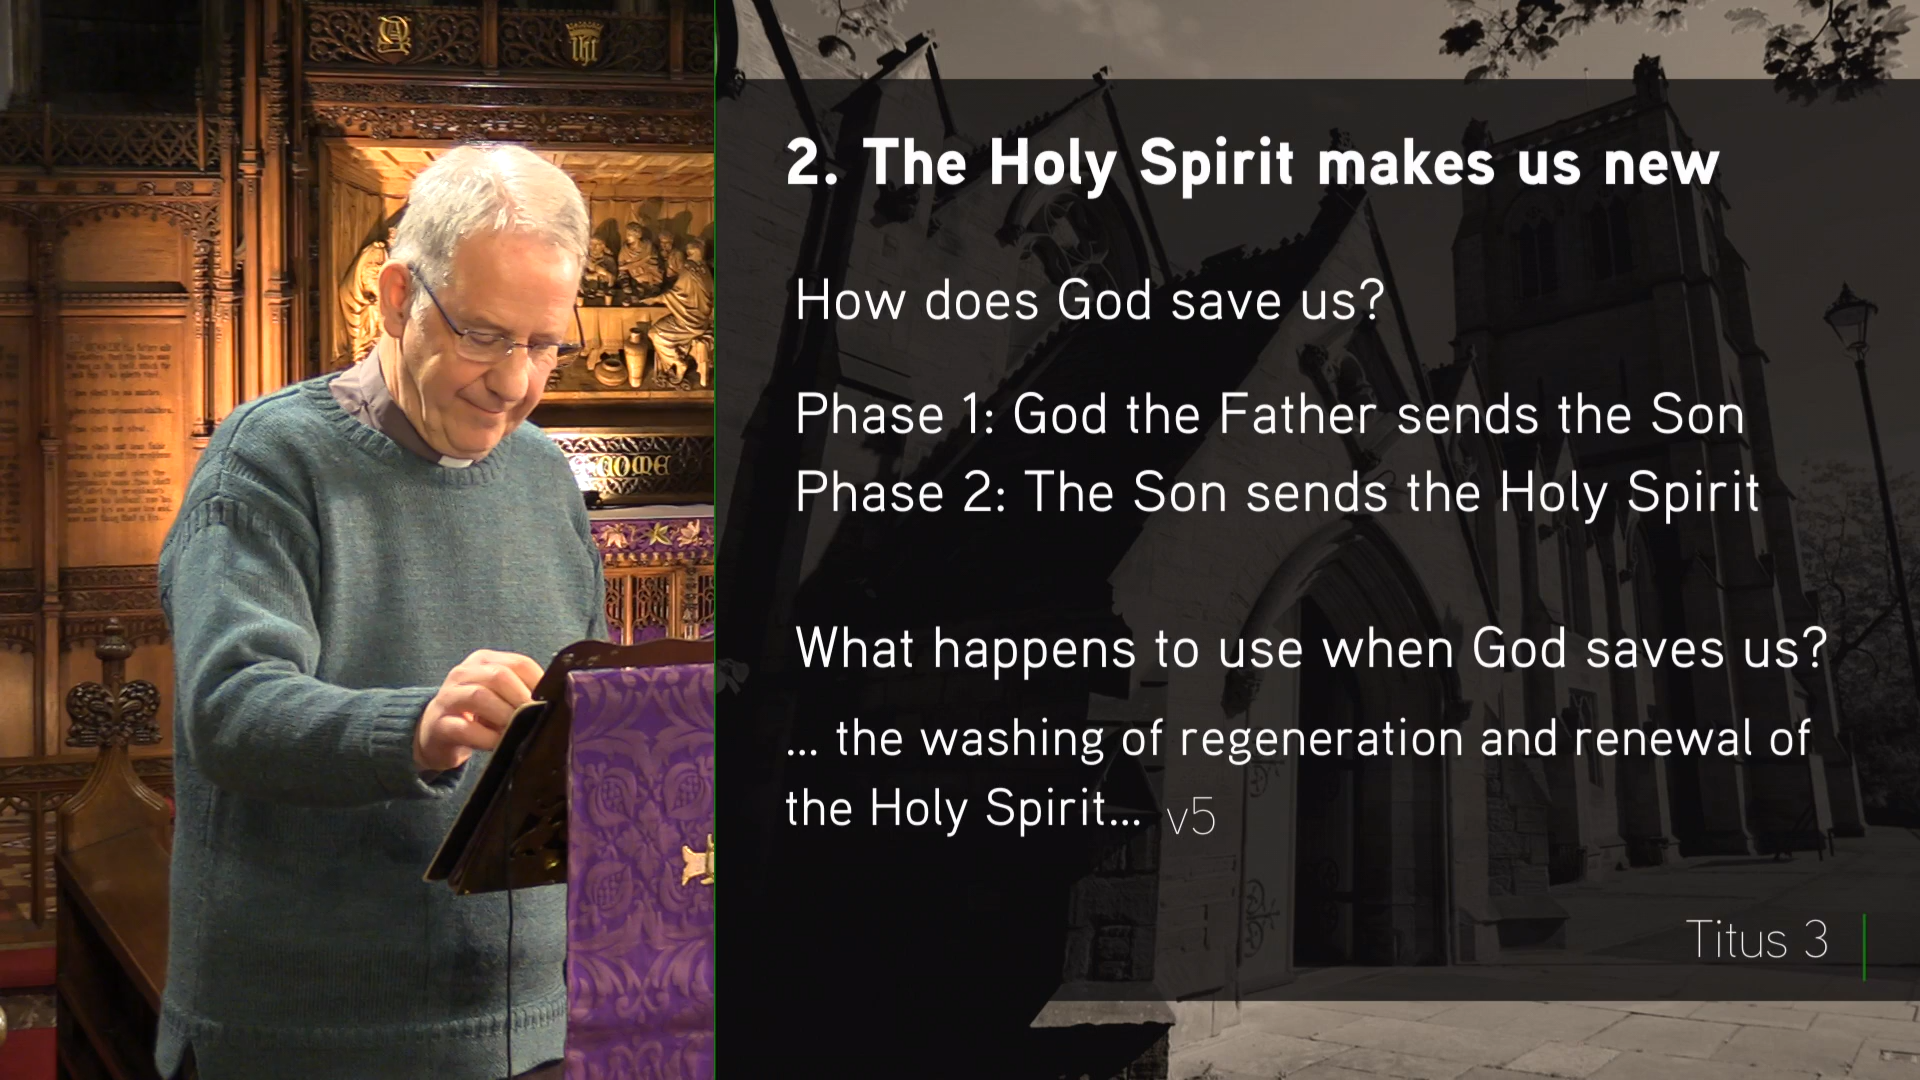 2. The Holy Spirit makes us new
How does God save us?
Phase 1: God the Father sends the Son
Phase 2: The Son sends the Holy Spirit
What happens to use when God saves us?
... the washing of regeneration and renewal of
the Holy Spirit... v5
Titus 3